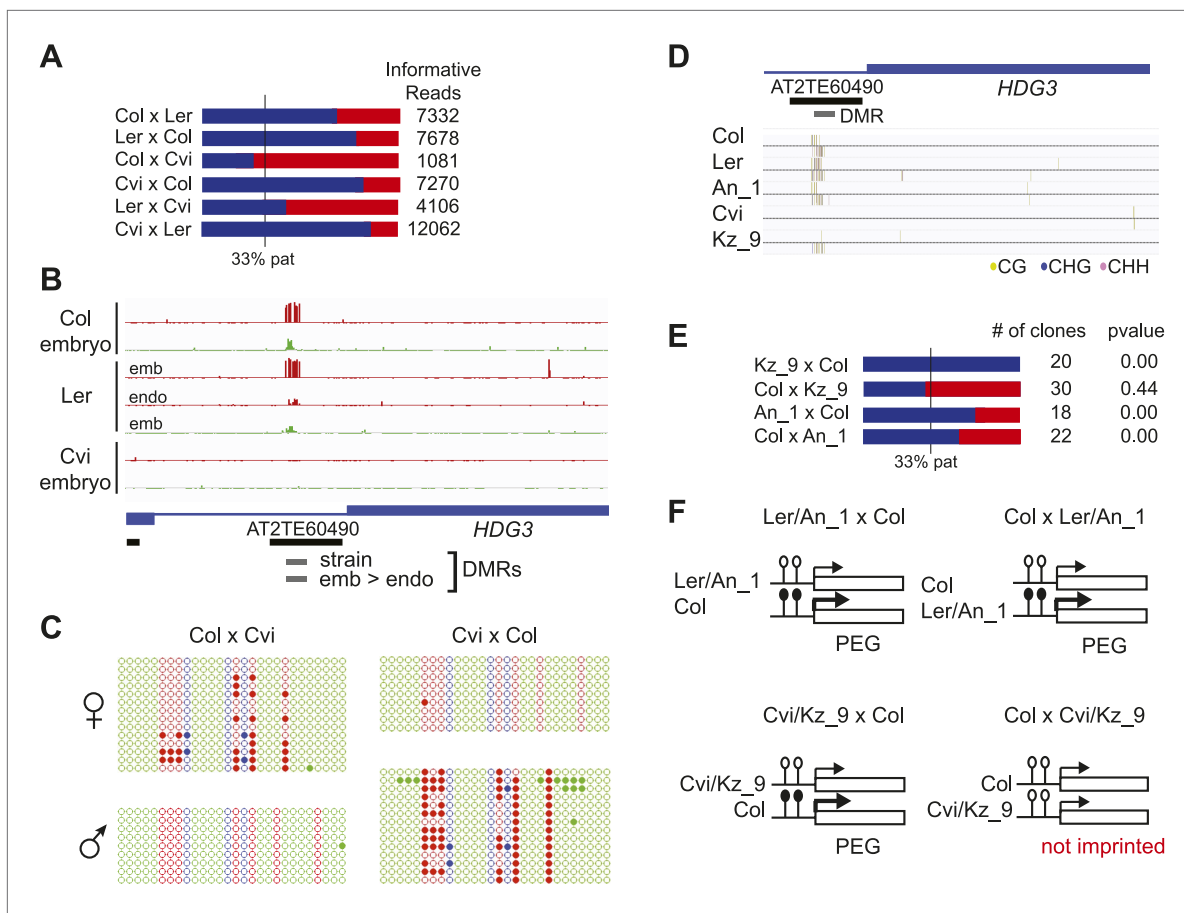 A
Informative
Reads
Col x Ler 7332
Ler x Col 7678
Col x Cvi 1081
Cvi x Col 7270
Ler x Cvi 4106
Cvi x Ler 12062
33% pat
B
Col
embryo
Ler
emb
endo
emb
Cvi
embryo
AT2TE60490 HDG3
strain
emb > endo
DMRs
C
Col x Cvi Cvi x Col
♀
♂
D
AT2TE60490 HDG3
DMR
Col
Ler
An_1
Cvi
Kz_9
CG CHG CHH
E
# of clones pvalue
Kz_9 x Col 20 0.00
Col x Kz_9 30 0.44
An_1 x Col 18 0.00
Col x An_1 22 0.00
33% pat
F
Ler/An_1 x Col Col x Ler/An_1
Ler/An_1 Col
Col Ler/An_1
PEG PEG
Cvi/Kz_9 x Col Col x Cvi/Kz_9
Cvi/Kz_9 Col
Col Cvi/Kz_9
PEG not imprinted